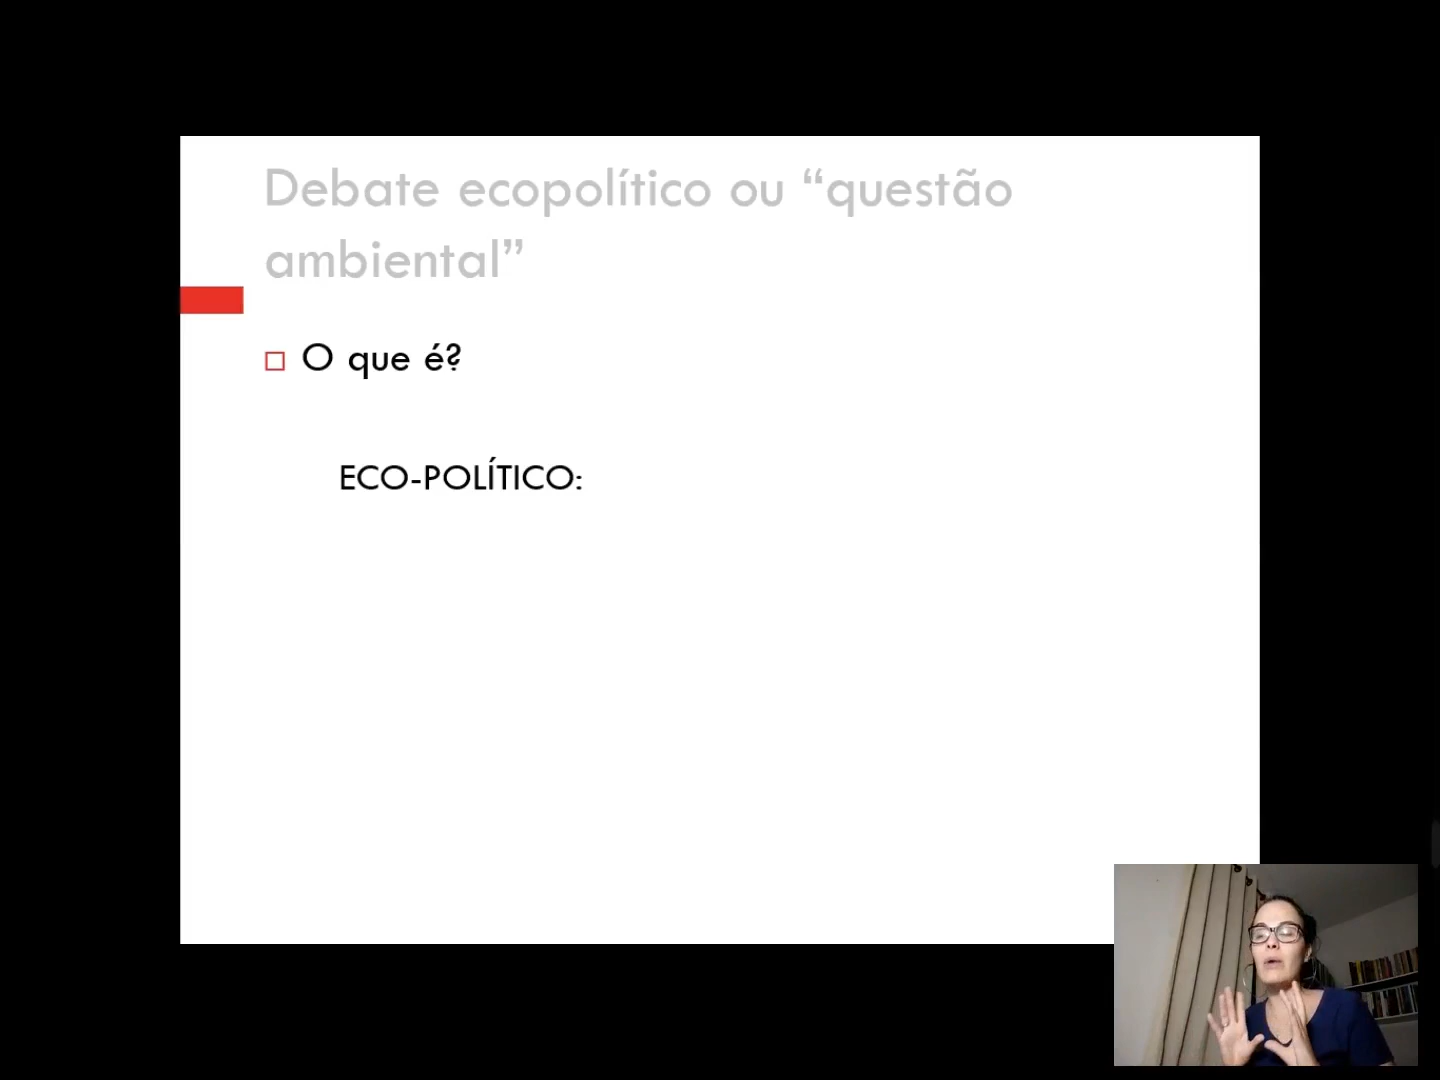 Debate ecopolítico ou “questão
ambiental”
O que é?
ECO-POLÍTICO: